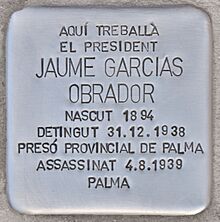 AQUÍ TREBALLÀ
EL PRESIDENT
JAUME GARCIAS
OBRADOR
NASCUT 1894
DETINGUT 31.12.1938
PRESÓ PROVINCIAL DE PALMA
ASSASSINAT 4.8.1939
PALMA